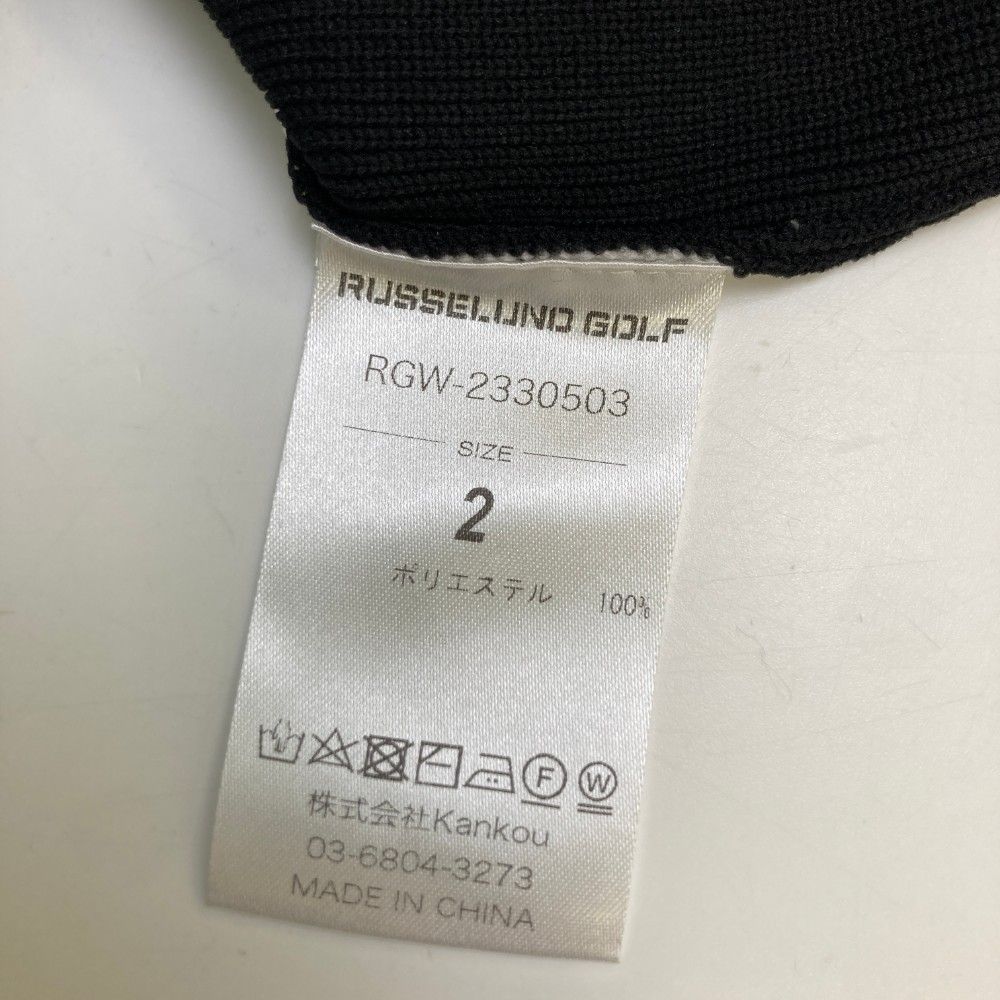 RUSSELUNO GOLF
RGW-2330503
SIZE
2
ポリエステル 100%
F W
株式会社Kankou
03-6804-3273
MADE IN CHINA